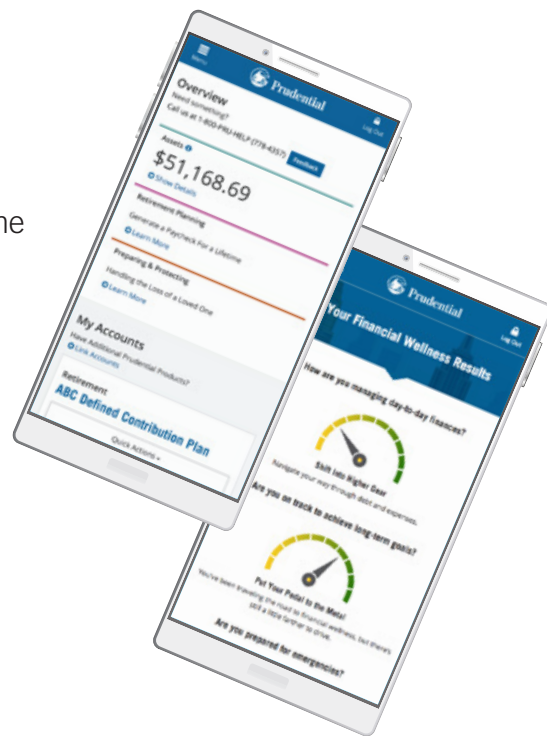 ne
Menu
Prudential
Log Out
Overview
Need something?
Call us at 1-800-PRU-HELP (778-4357) Feedback
Assets
$51,168.69
Show Details
Retirement Planning
Generate a Paycheck For a Lifetime
Learn More
Preparing & Protecting
Handling the Loss of a Loved One
Learn More
My Accounts
Have Additional Prudential Products?
Link Accounts
Retirement
ABC Defined Contribution Plan
Quick Actions
Prudential
Log Out
Your Financial Wellness Results
How are you managing day-to-day finances?
Shift Into Higher Gear
Navigate your way through debt and expenses.
Are you on track to achieve long-term goals?
Put Your Pedal to the Metal
You've been traveling the road to financial wellness, but there's
still a little farther to drive.
Are you prepared for emergencies?